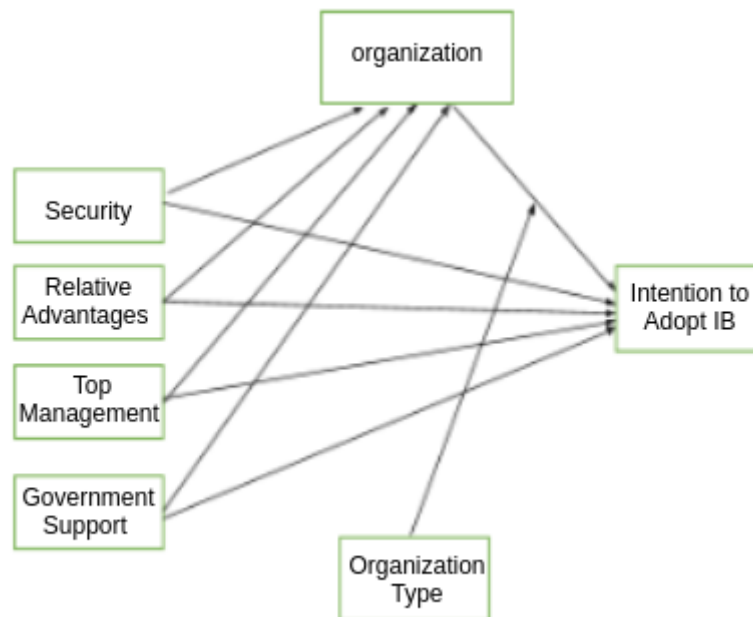 organization
Security
Relative
Advantages
Intention to
Adopt IB
Top
Management
Government
Support
Organization
Type